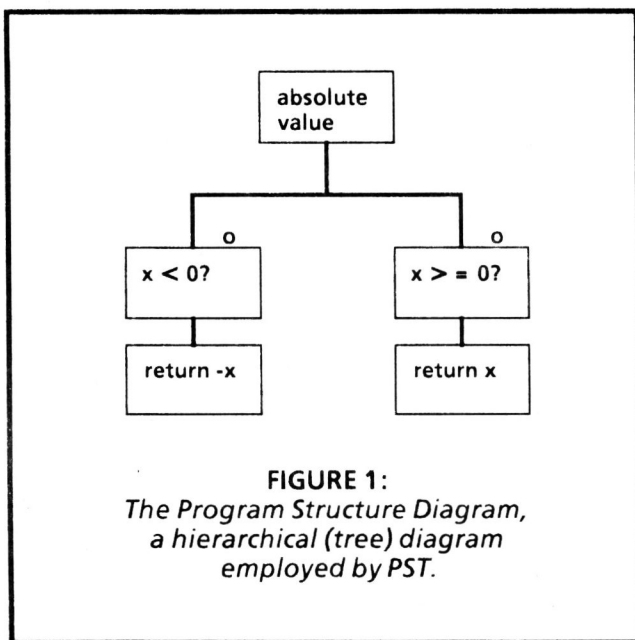 absolute
value
o
o
x < 0?
x > = 0?
return -x
return x
FIGURE 1:
The Program Structure Diagram,
a hierarchical (tree) diagram
employed by PST.